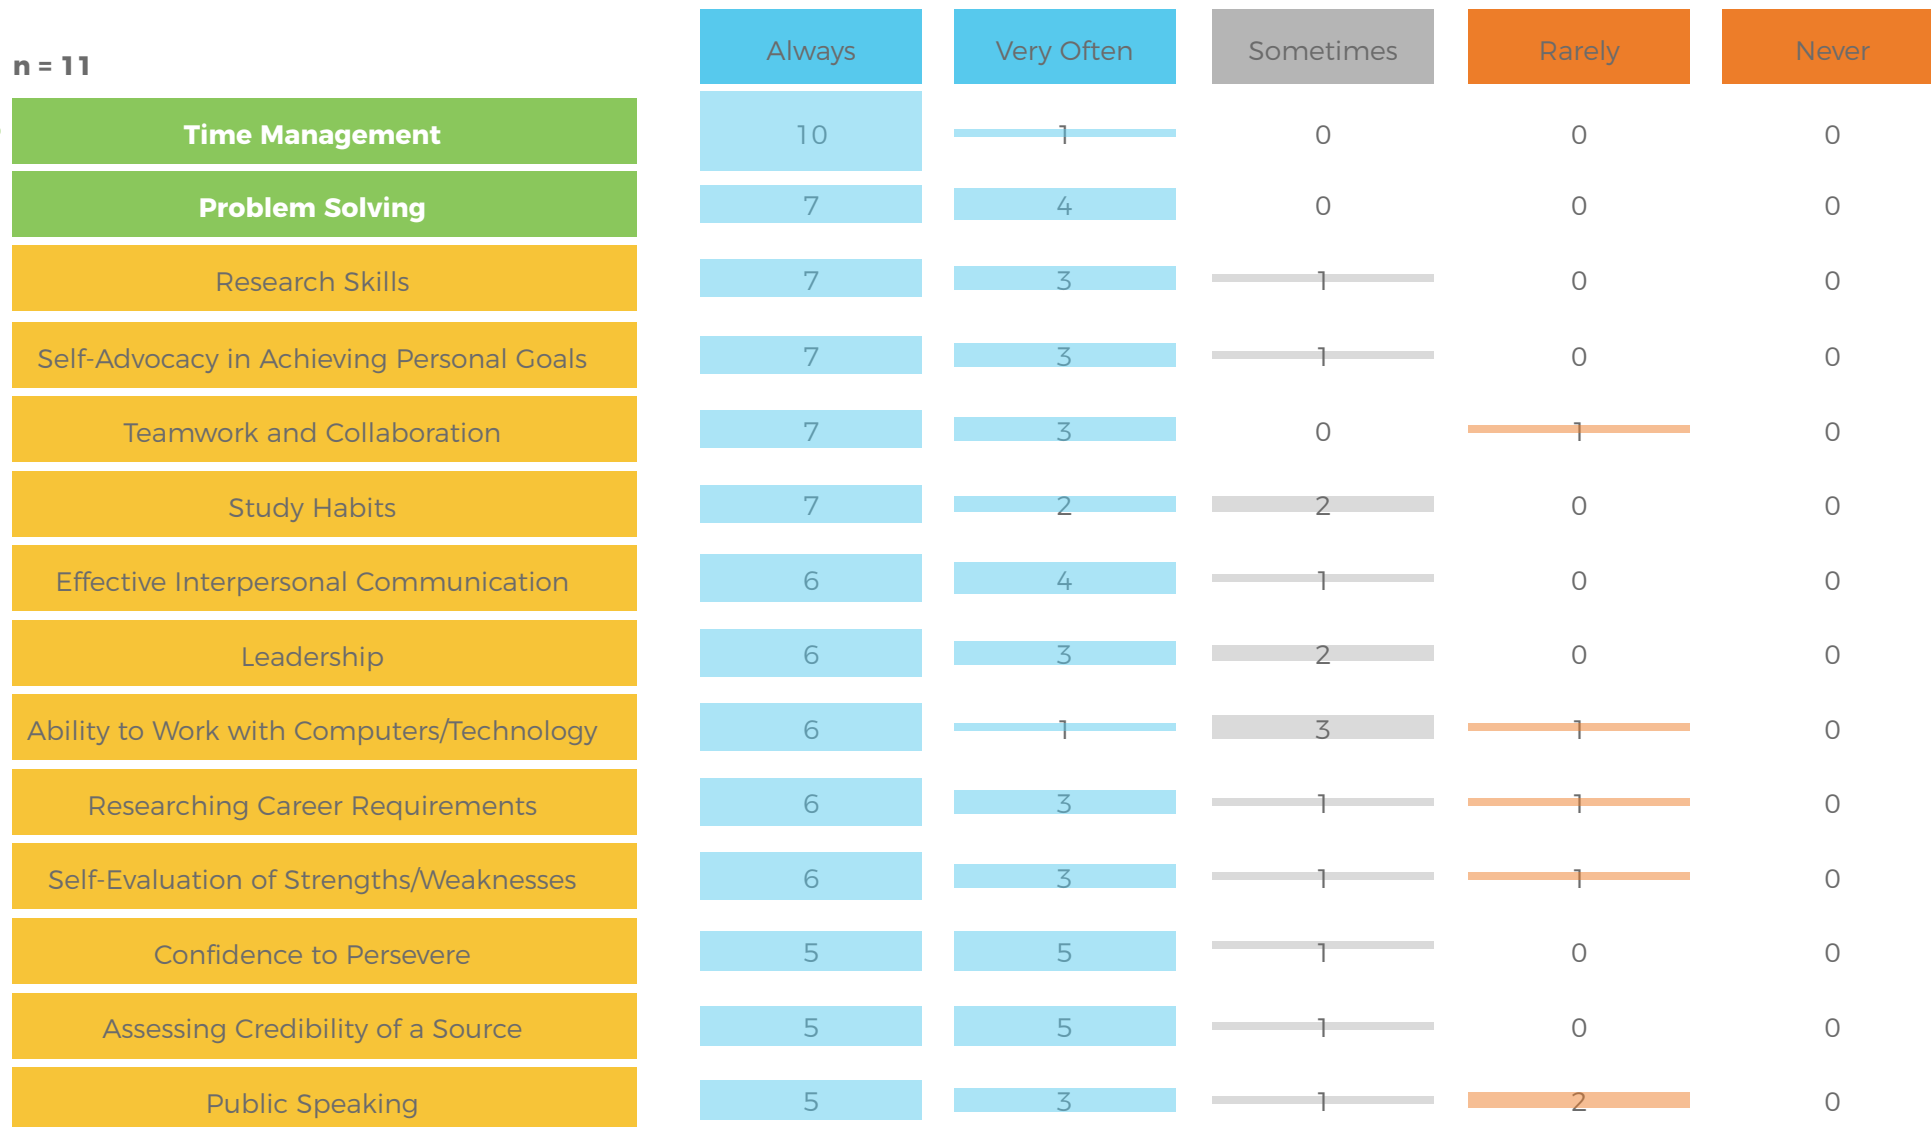 Always Very Often Sometimes Rarely Never
n = 11
Time Management 10 1 0 0 0
Problem Solving 7 4 0 0 0
Research Skills 7 3 1 0 0
Self-Advocacy in Achieving Personal Goals 7 3 1 0 0
Teamwork and Collaboration 7 3 0 1 0
Study Habits 7 2 2 0 0
Effective Interpersonal Communication 6 4 1 0 0
Leadership 6 3 2 0 0
Ability to Work with Computers/Technology 6 1 3 1 0
Researching Career Requirements 6 3 1 1 0
Self-Evaluation of Strengths/Weaknesses 6 3 1 1 0
Confidence to Persevere 5 5 1 0 0
Assessing Credibility of a Source 5 5 1 0 0
Public Speaking 5 3 1 2 0